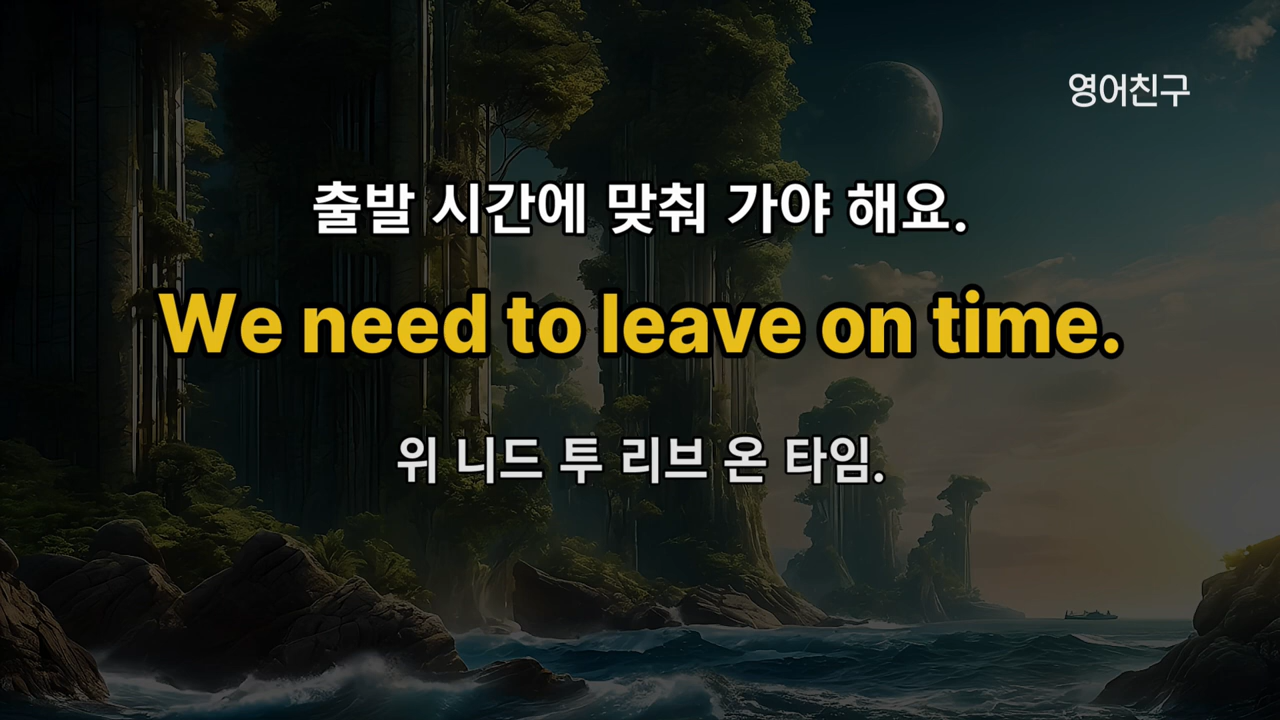 영어친구
출발 시간에 맞춰 가야 해요.
We need to leave on time.
위 니드 투 리브 온 타임.